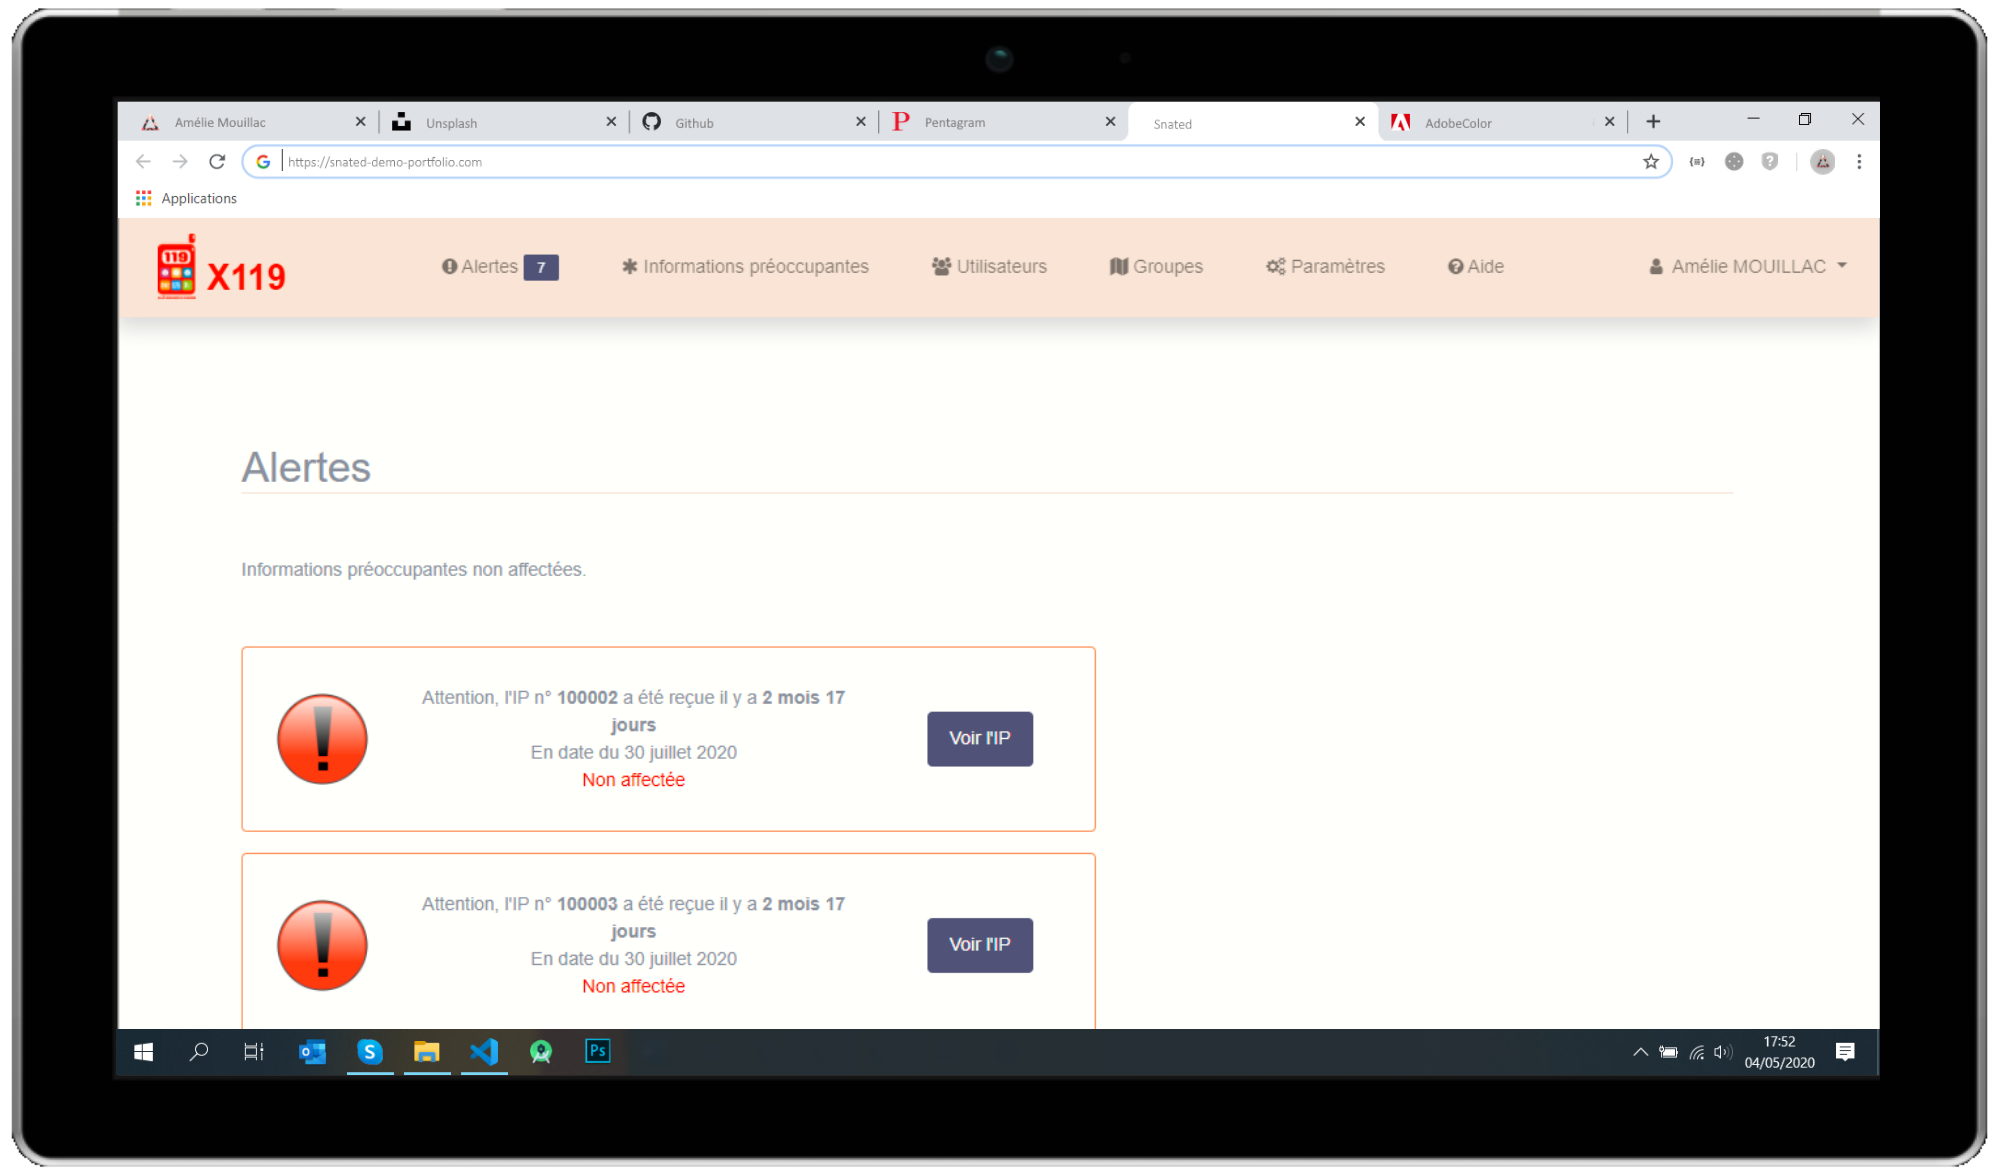 Amélie Mouillac Unsplash Github Pentagram Snated AdobeColor
https://snated-demo-portfolio.com
Applications
119
X119 Alertes 7 Informations préoccupantes Utilisateurs Groupes Paramètres Aide Amélie MOUILLAC
Alertes
Informations préoccupantes non affectées.
Attention, l'IP n° 100002 a été reçue il y a 2 mois 17
jours
En date du 30 juillet 2020
Non affectée
Voir l'IP
Attention, l'IP n° 100003 a été reçue il y a 2 mois 17
jours
En date du 30 juillet 2020
Non affectée
Voir l'IP
17:52
04/05/2020